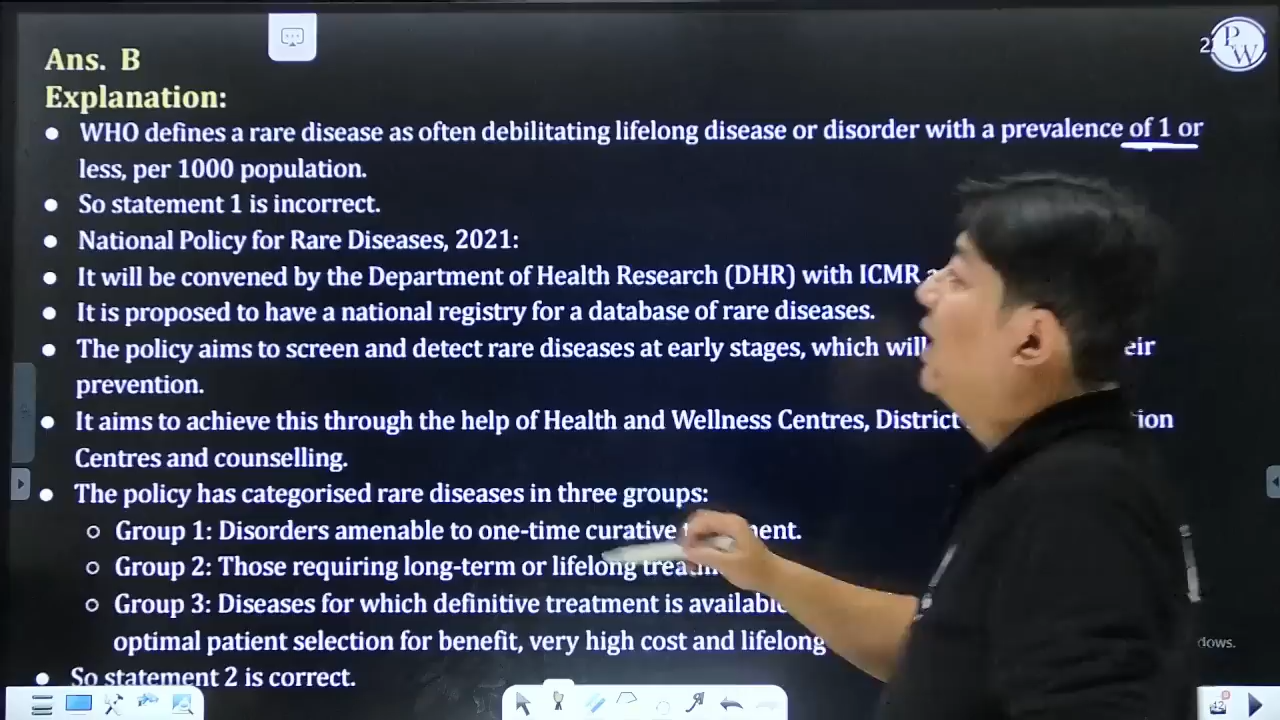 Ans. B
Explanation:
● WHO defines a rare disease as often debilitating lifelong disease or disorder with a prevalence of 1 or
less, per 1000 population.
● So statement 1 is incorrect.
● National Policy for Rare Diseases, 2021:
● It will be convened by the Department of Health Research (DHR) with ICMR
● It is proposed to have a national registry for a database of rare diseases.
● The policy aims to screen and detect rare diseases at early stages, which will
prevention.
● It aims to achieve this through the help of Health and Wellness Centres, District
Centres and counselling.
● The policy has categorised rare diseases in three groups:
○ Group 1: Disorders amenable to one-time curative
○ Group 2: Those requiring long-term or lifelong
○ Group 3: Diseases for which definitive treatment is available
optimal patient selection for benefit, very high cost and lifelong
● So statement 2 is correct.
PW
42